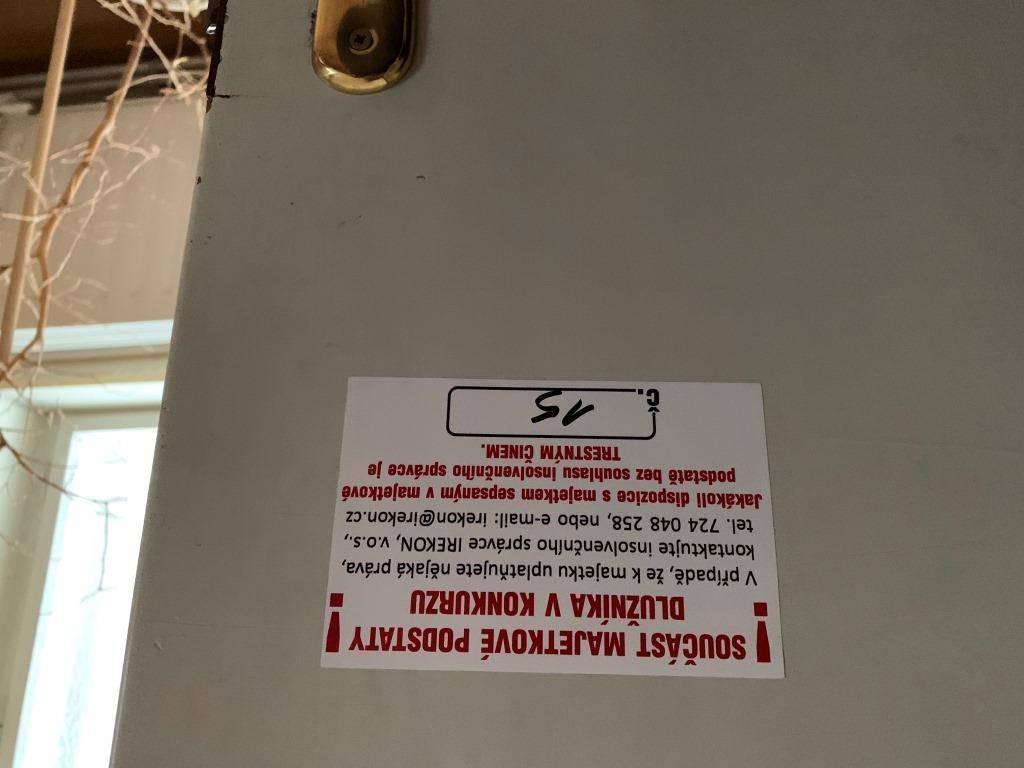 ! SOUČÁST MAJETKOVÉ PODSTATY !
DLUŽNÍKA V KONKURZU
V případě, že k majetku uplatňujete nějaká práva,
kontaktujte insolvenčního správce IREKON, v.o.s.,
tel. 724 048 258, nebo e-mail: irekon@irekon.cz
Jakákoli dispozice s majetkem sepsaným v majetkové
podstatě bez souhlasu insolvenčního správce je
TRESTNÝM ČINEM.
Č. 15